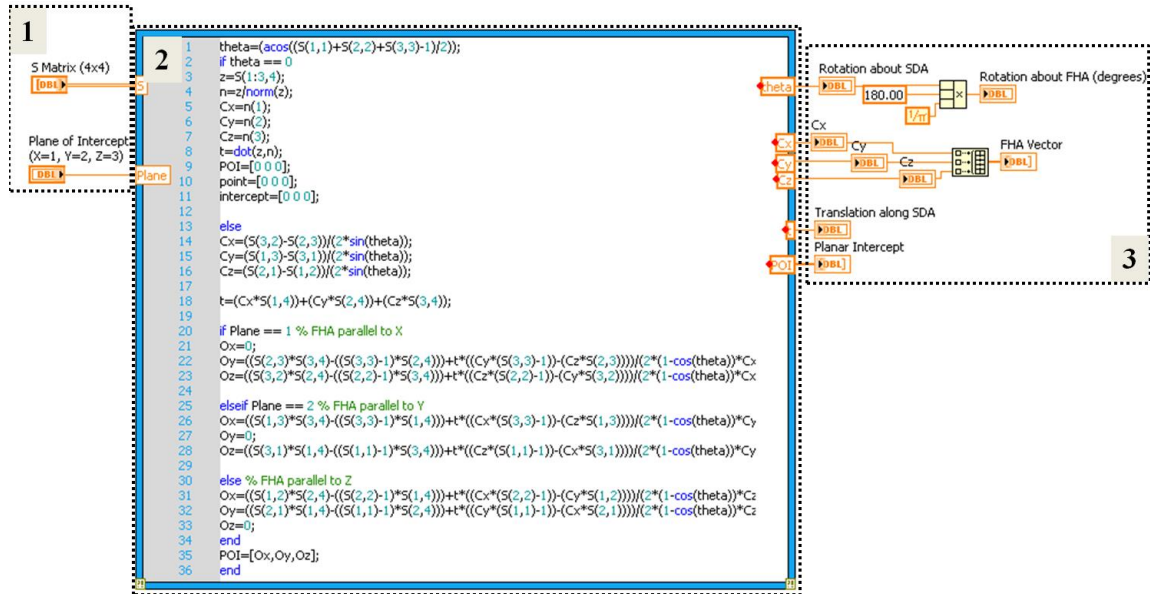 1
S Matrix (4x4)
DBL
Plane of Intercept
(X=1, Y=2, Z=3)
DBL
2
S
Plane
1 theta=(acos((S(1,1)+S(2,2)+S(3,3)-1)/2));
2 if theta == 0
3 z=S(1:3,4);
4 n=z/norm(z);
5 Cx=n(1);
6 Cy=n(2);
7 Cz=n(3);
8 t=dot(z,n);
9 POI=[0 0 0];
10 point=[0 0 0];
11 intercept=[0 0 0];
12
13 else
14 Cx=(S(3,2)-S(2,3))/(2*sin(theta));
15 Cy=(S(1,3)-S(3,1))/(2*sin(theta));
16 Cz=(S(2,1)-S(1,2))/(2*sin(theta));
17
18 t=(Cx*S(1,4))+(Cy*S(2,4))+(Cz*S(3,4));
19
20 if Plane == 1 % FHA parallel to X
21 Ox=0;
22 Oy=((S(2,3)*S(3,4)-((S(3,3)-1)*S(2,4)))+t*((Cy*(S(3,3)-1))-(Cz*S(2,3))))/(2*(1-cos(theta))*Cx
23 Oz=((S(3,2)*S(2,4)-((S(2,2)-1)*S(3,4)))+t*((Cz*(S(2,2)-1))-(Cy*S(3,2))))/(2*(1-cos(theta))*Cx
24
25 elseif Plane == 2 % FHA parallel to Y
26 Ox=((S(1,3)*S(3,4)-((S(3,3)-1)*S(1,4)))+t*((Cx*(S(3,3)-1))-(Cz*S(1,3))))/(2*(1-cos(theta))*Cy
27 Oy=0;
28 Oz=((S(3,1)*S(1,4)-((S(1,1)-1)*S(3,4)))+t*((Cz*(S(1,1)-1))-(Cx*S(3,1))))/(2*(1-cos(theta))*Cy
29
30 else % FHA parallel to Z
31 Ox=((S(1,2)*S(2,4)-((S(2,2)-1)*S(1,4)))+t*((Cx*(S(2,2)-1))-(Cy*S(1,2))))/(2*(1-cos(theta))*Cz
32 Oy=((S(2,1)*S(1,4)-((S(1,1)-1)*S(2,4)))+t*((Cy*(S(1,1)-1))-(Cx*S(2,1))))/(2*(1-cos(theta))*Cz
33 Oz=0;
34 end
35 POI=[Ox,Oy,Oz];
36 end
theta
Cx
Cy
Cz
t
POI
Rotation about SDA
DBL
180.00
1/π
x
Rotation about FHA (degrees)
DBL
Cx
DBL
Cy
DBL
Cz
DBL
FHA Vector
DBL
Translation along SDA
DBL
Planar Intercept
DBL
3